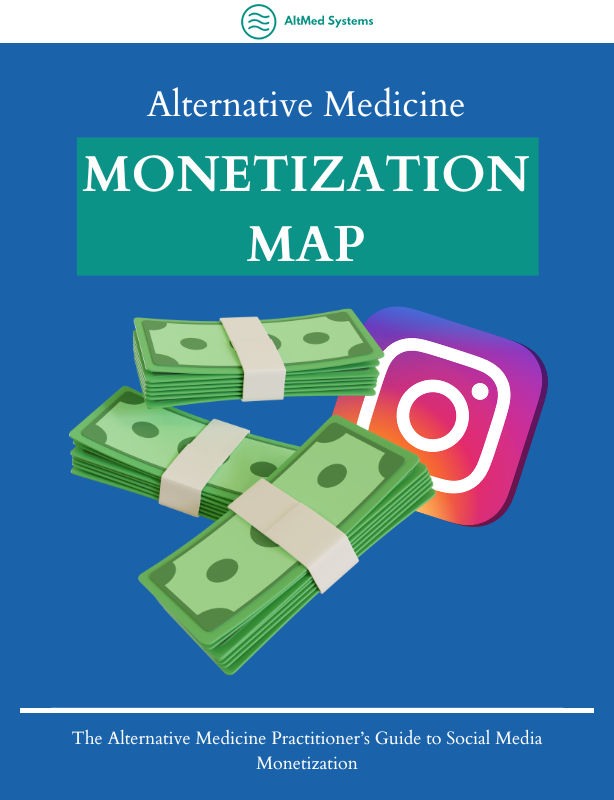 AltMed Systems
Alternative Medicine
MONETIZATION
MAP
The Alternative Medicine Practitioner's Guide to Social Media
Monetization